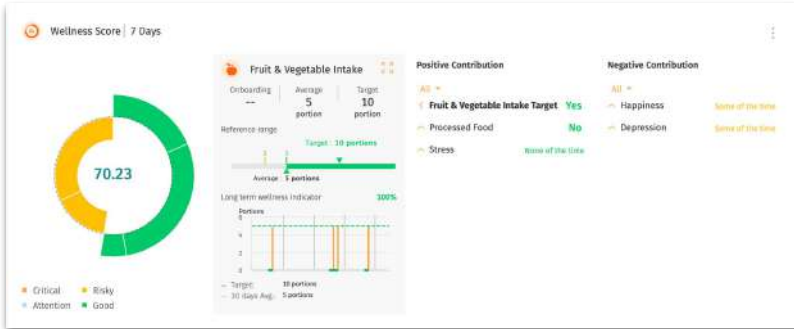 Wellness Score | 7 Days
70.23
Critical
Risky
Attention
Good
Fruit & Vegetable Intake
Onboarding
--
Average
5
portion
Target
10
portion
Reference range
Target : 10 portions
Average 5 portions
Long term wellness indicator 100%
Portions
0
Target: 10 portions
30 days Avg: 5 portions
Positive Contribution
All
Fruit & Vegetable Intake Target Yes
Processed Food No
Stress None of the time
Negative Contribution
All
Happiness Some of the time
Depression Some of the time